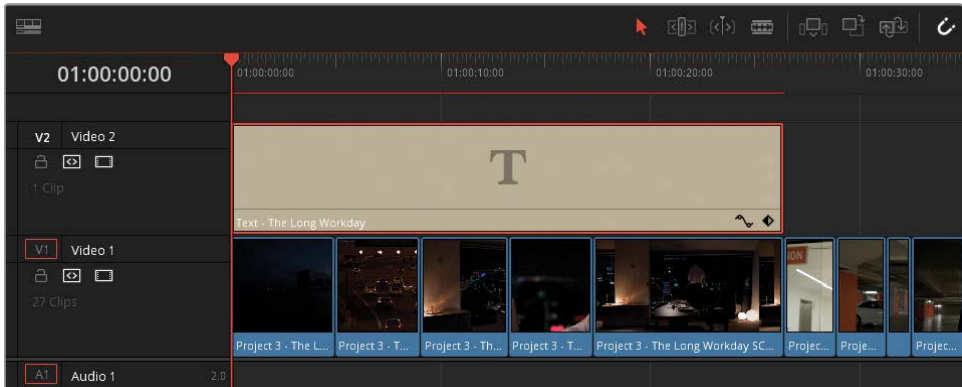 01:00:00:00
01:00:00:00 01:00:10:00 01:00:20:00 01:00:30:00
V2 Video 2
1 Clip
T
Text - The Long Workday
V1 Video 1
27 Clips
ION
Project 3 - The L... Project 3 - T... Project 3 - Th... Project 3 - T... Project 3 - The Long Workday SC... Projec... Proje... Projec...
A1 Audio 1 2.0